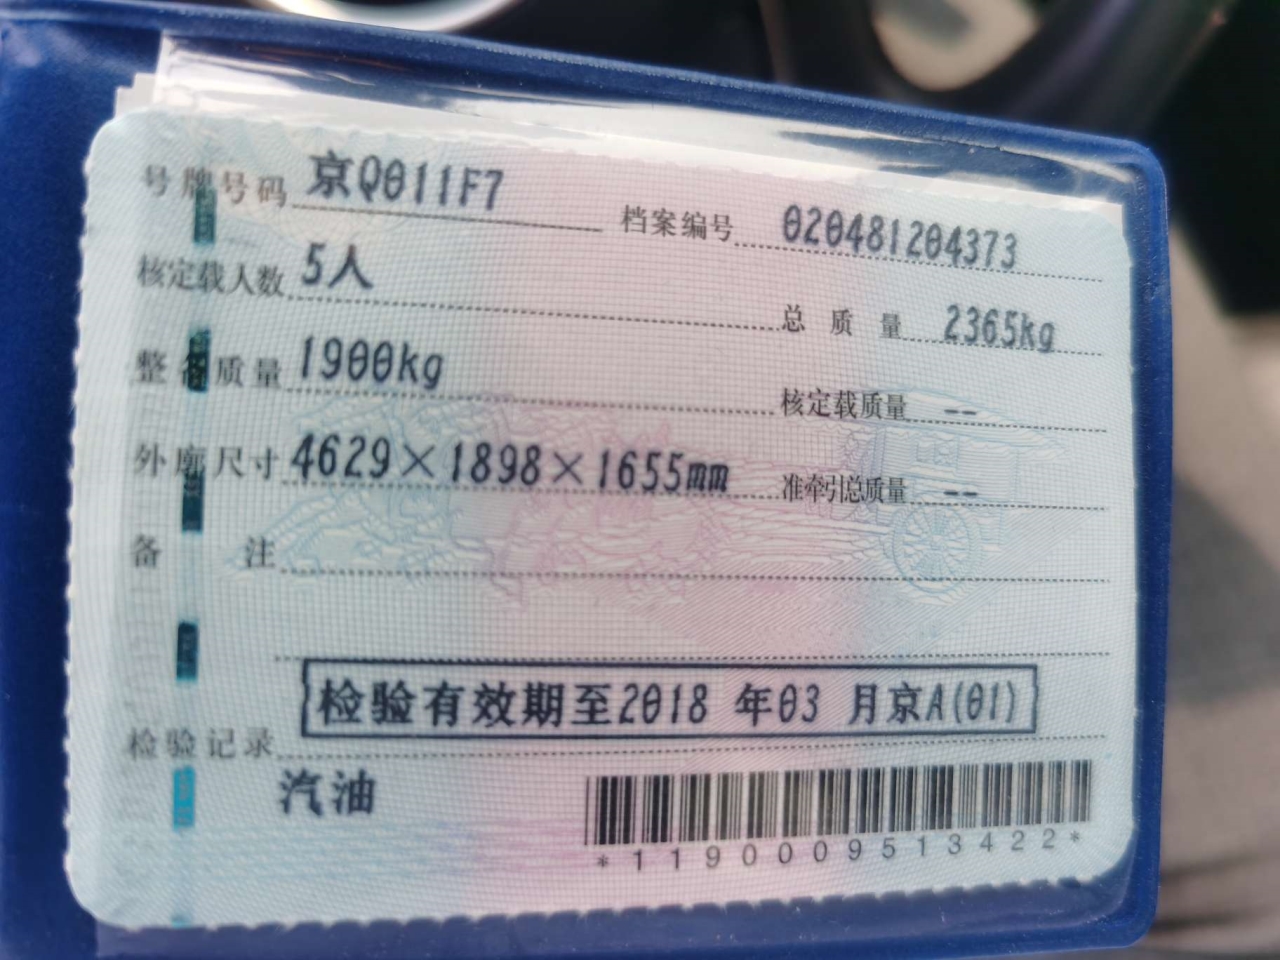 号牌号码 京Q011F7 档案编号 020481204373
核定载人数 5人 总质量 2365kg
整备质量 1900kg 核定载质量 --
外廓尺寸 4629×1898×1655mm 准牵引总质量 --
备注
检验有效期至2018 年03 月京A(01)
检验记录
汽油
*1190009513422*